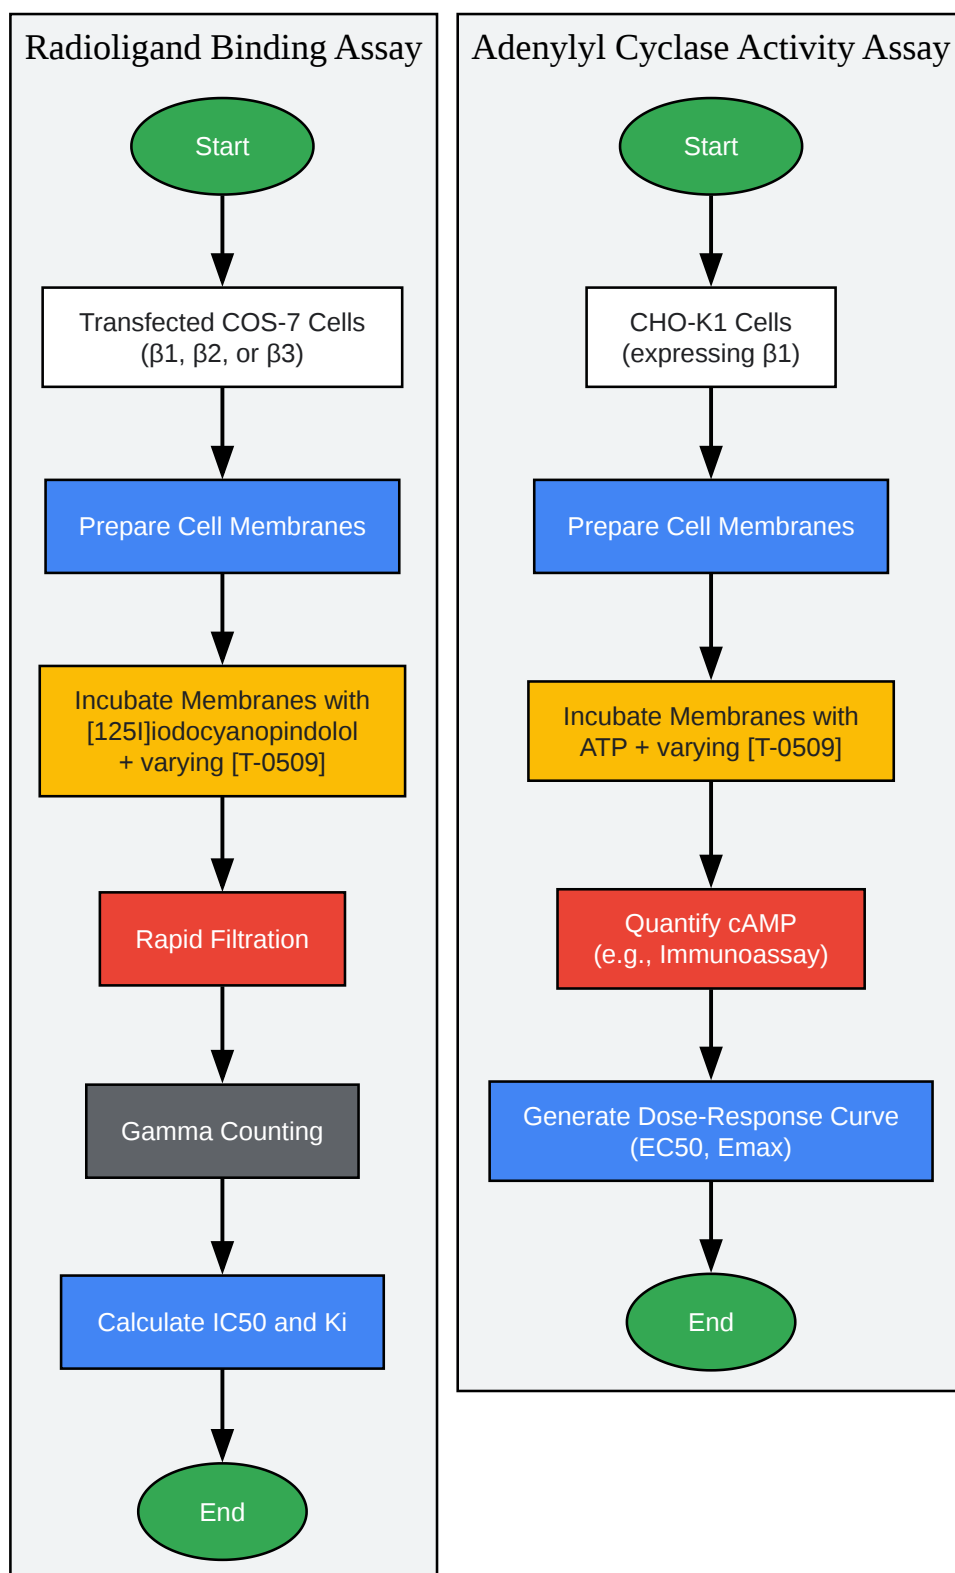 Radioligand Binding Assay
Start
Transfected COS-7 Cells
(β1, β2, or β3)
Prepare Cell Membranes
Incubate Membranes with
[125I]iodocyanopindolol
+ varying [T-0509]
Rapid Filtration
Gamma Counting
Calculate IC50 and Ki
End
Adenylyl Cyclase Activity Assay
Start
CHO-K1 Cells
(expressing β1)
Prepare Cell Membranes
Incubate Membranes with
ATP + varying [T-0509]
Quantify cAMP
(e.g., Immunoassay)
Generate Dose-Response Curve
(EC50, Emax)
End